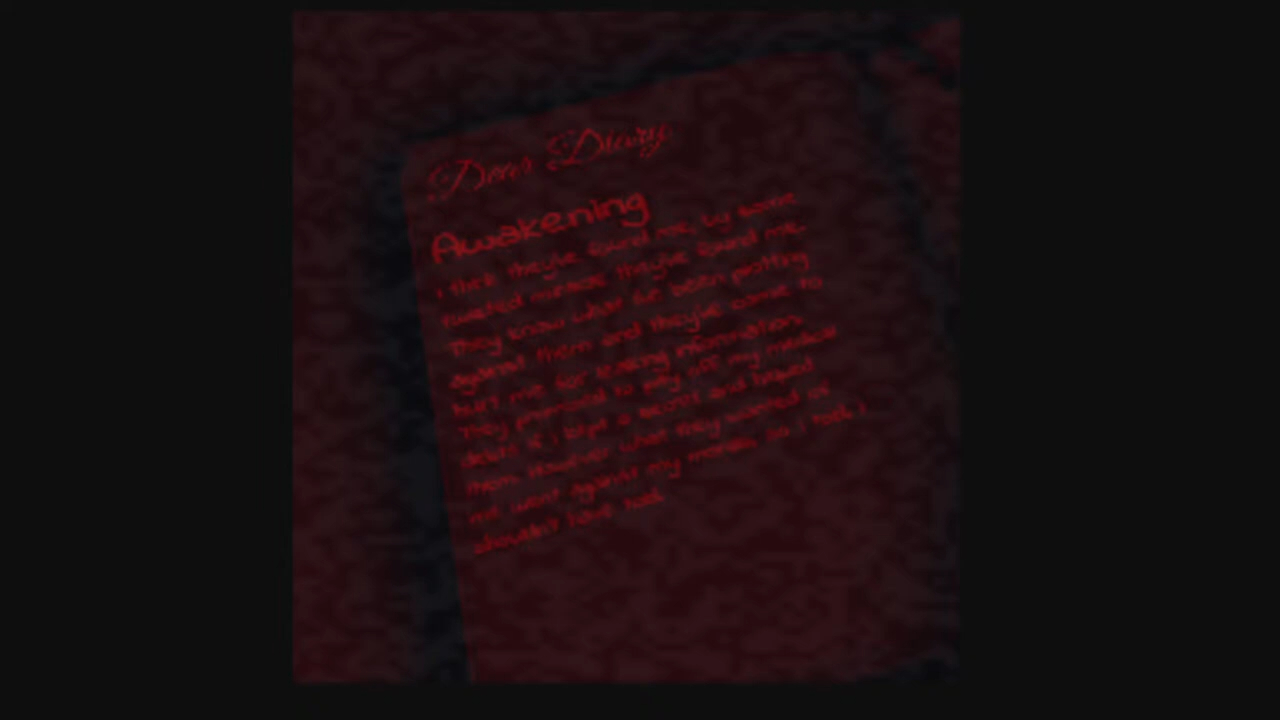 Dear Diary
Awakening
I think they've found me, by some
twisted miracle they've found me.
They know what I've been plotting
against them and they've come to
hurt me for leaking information.
They promised to pay off my medical
debts if I kept a secret and helped
them. However what they wanted of
me went against my morals so I told, I
shouldn't have told.